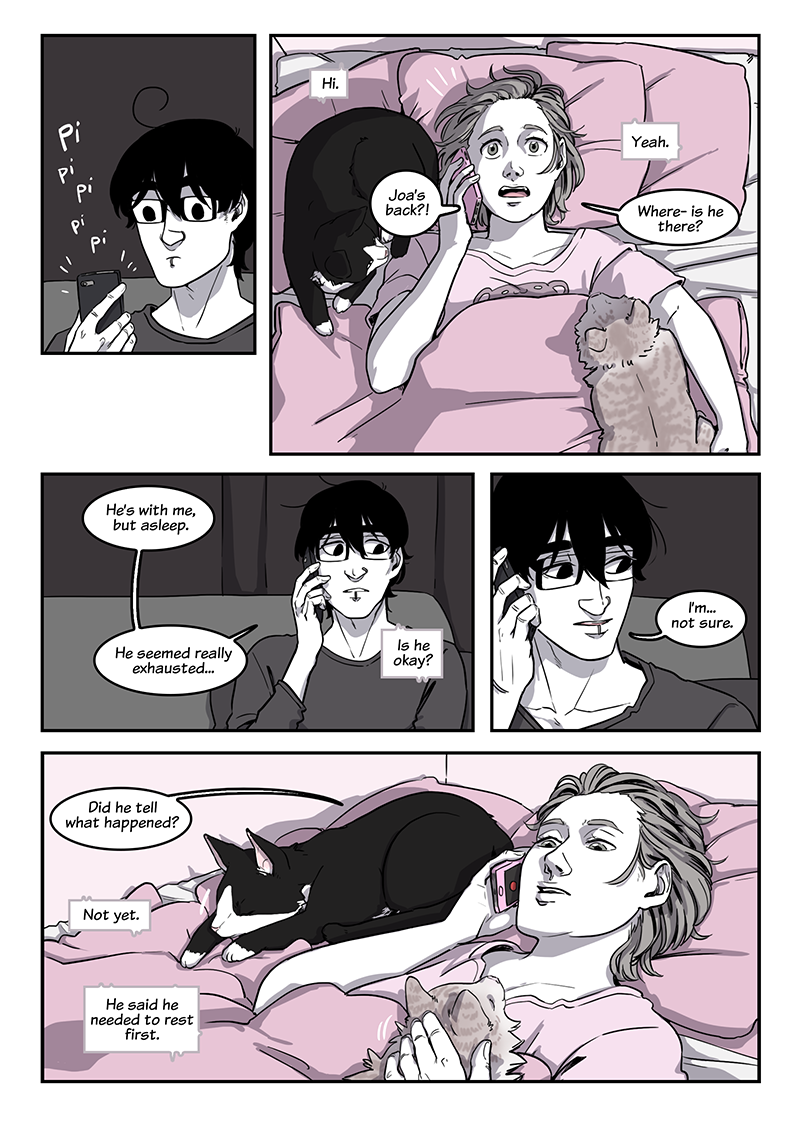 Pi
Pi
Pi
Pi
Pi
Hi.
Joa's
back?!
Yeah.
Where- is he
there?
He's with me,
but asleep.
He seemed really
exhausted...
Is he
okay?
I'm...
not sure.
Did he tell
what happened?
Not yet.
He said he
needed to rest
first.